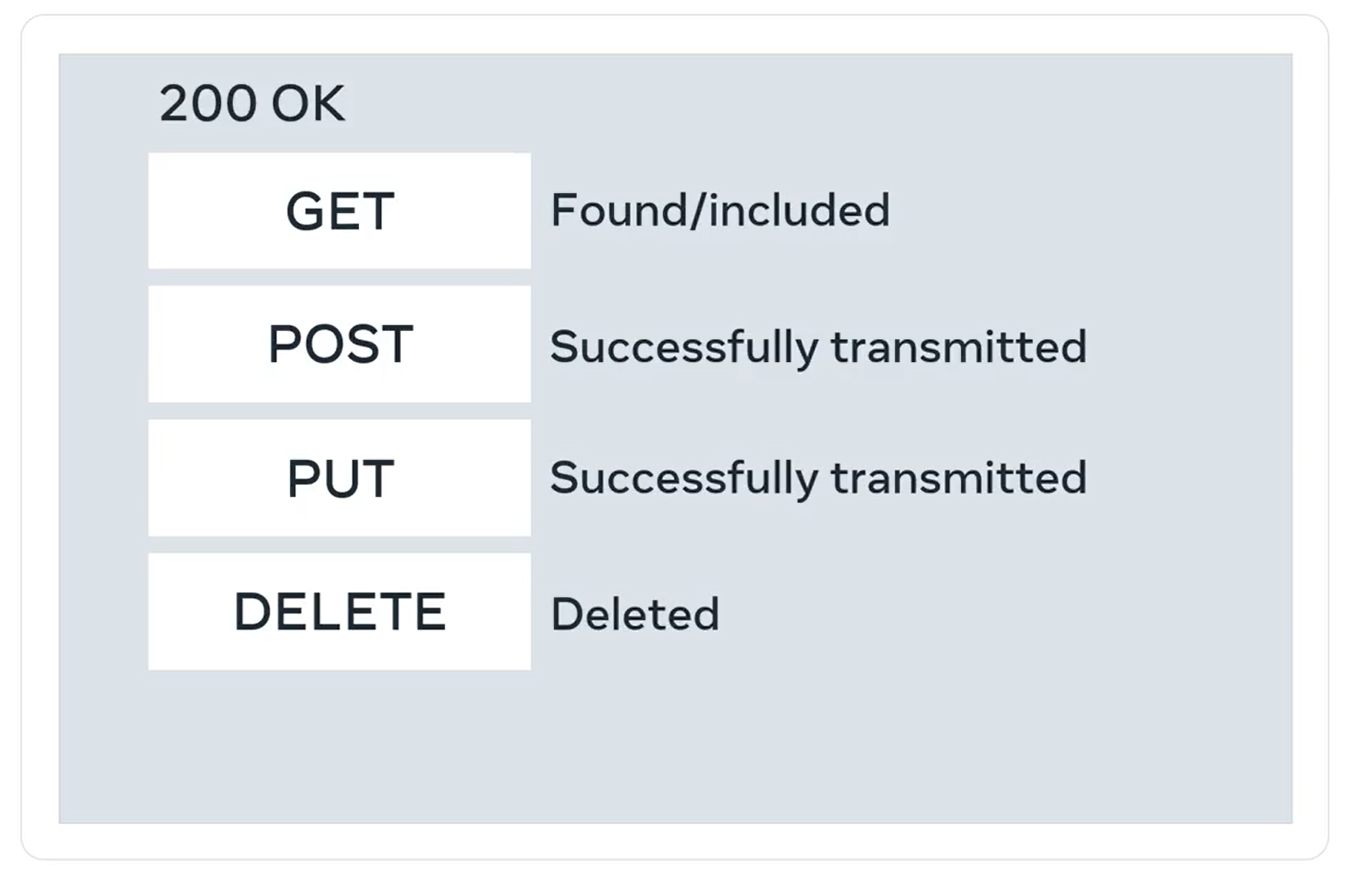 200 OK
GET Found/included
POST Successfully transmitted
PUT Successfully transmitted
DELETE Deleted